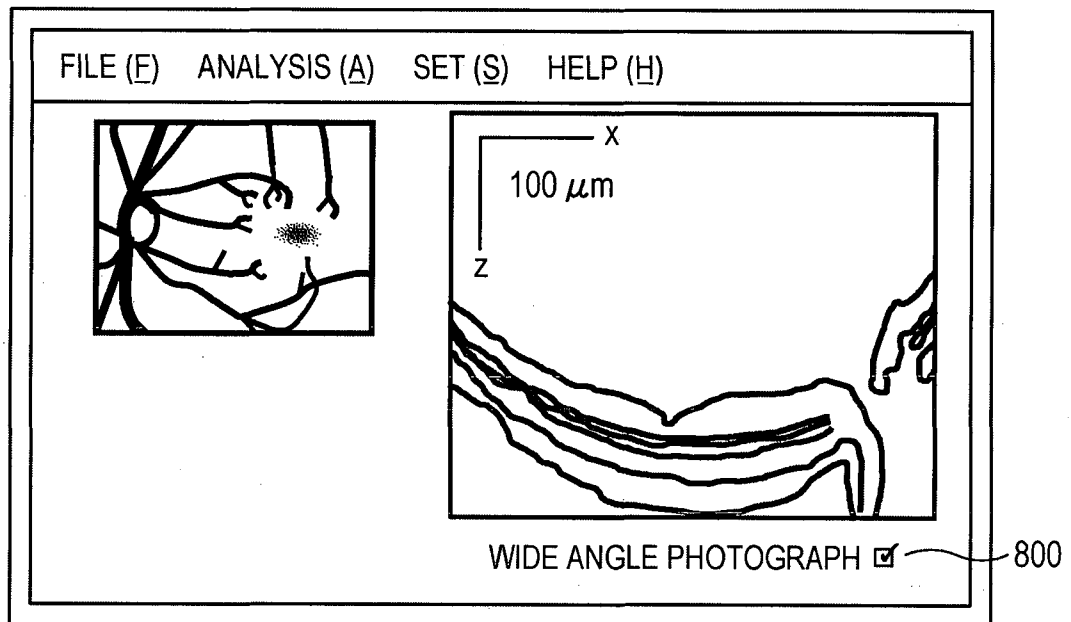 FILE (F) ANALYSIS (A) SET (S) HELP (H)
X
100 μm
Z
WIDE ANGLE PHOTOGRAPH 800